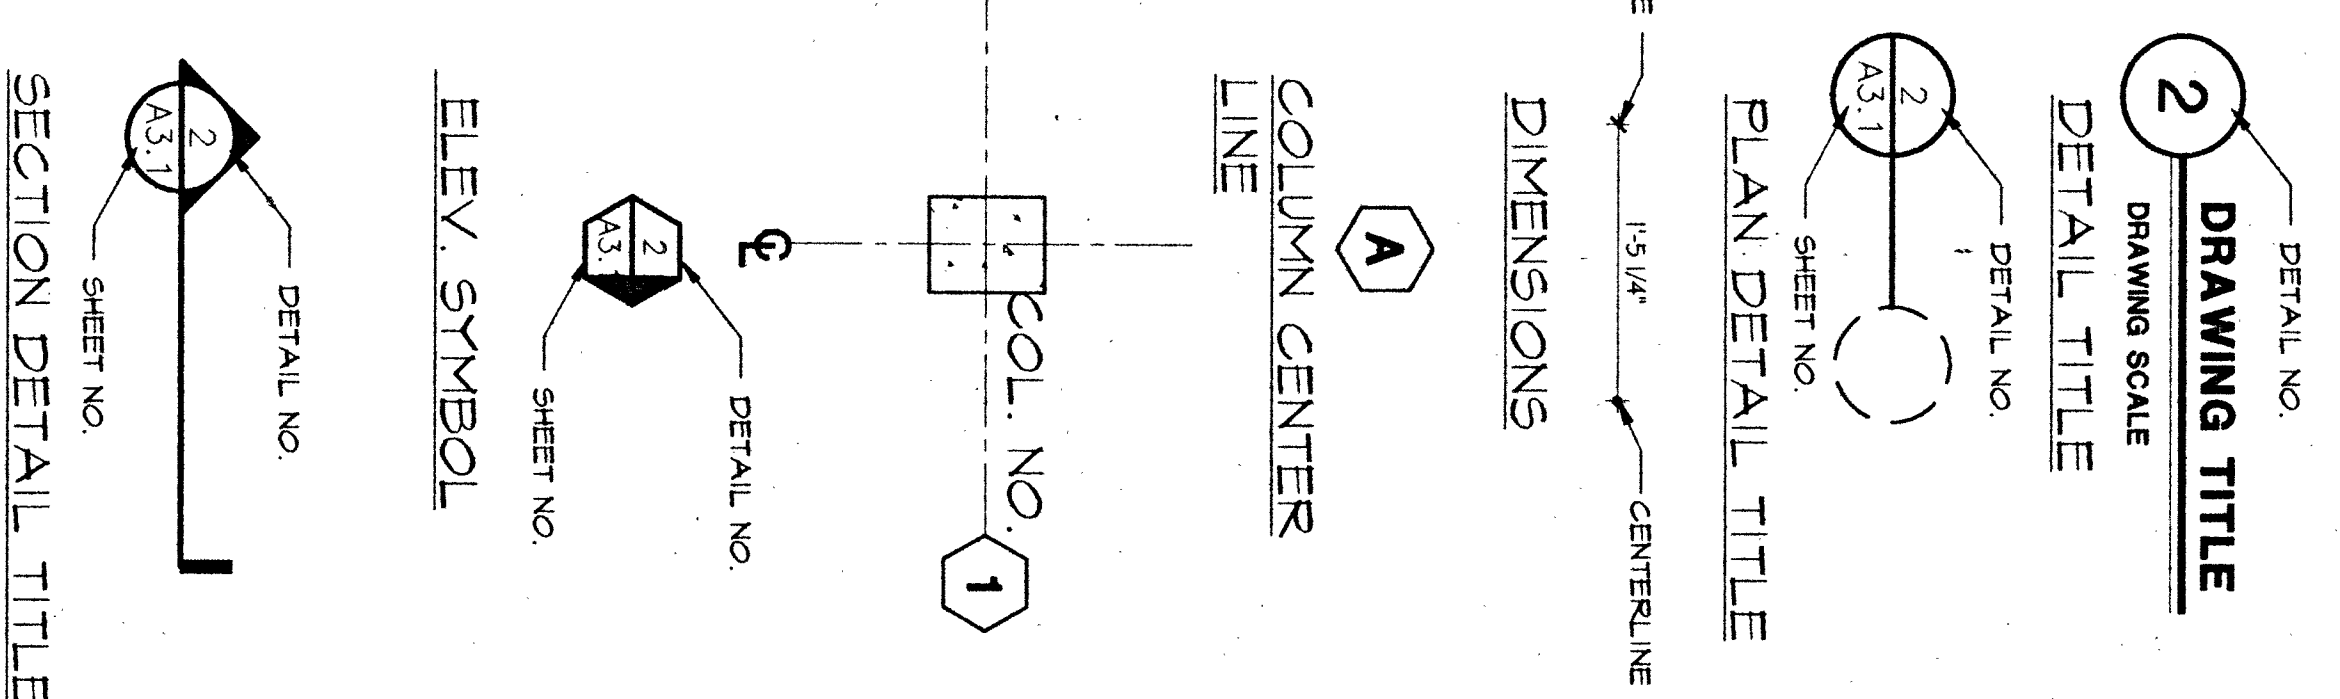 DETAIL NO.
2
DRAWING TITLE
DRAWING SCALE
DETAIL TITLE
2
A3.1
DETAIL NO.
SHEET NO.
PLAN DETAIL TITLE
1'-5 1/4"
CENTERLINE
DIMENSIONS
A
COLUMN CENTER
LINE
COL. NO.
1
CL
2
A3.
DETAIL NO.
SHEET NO.
ELEV. SYMBOL
2
A3.1
DETAIL NO.
SHEET NO.
SECTION DETAIL TITLE